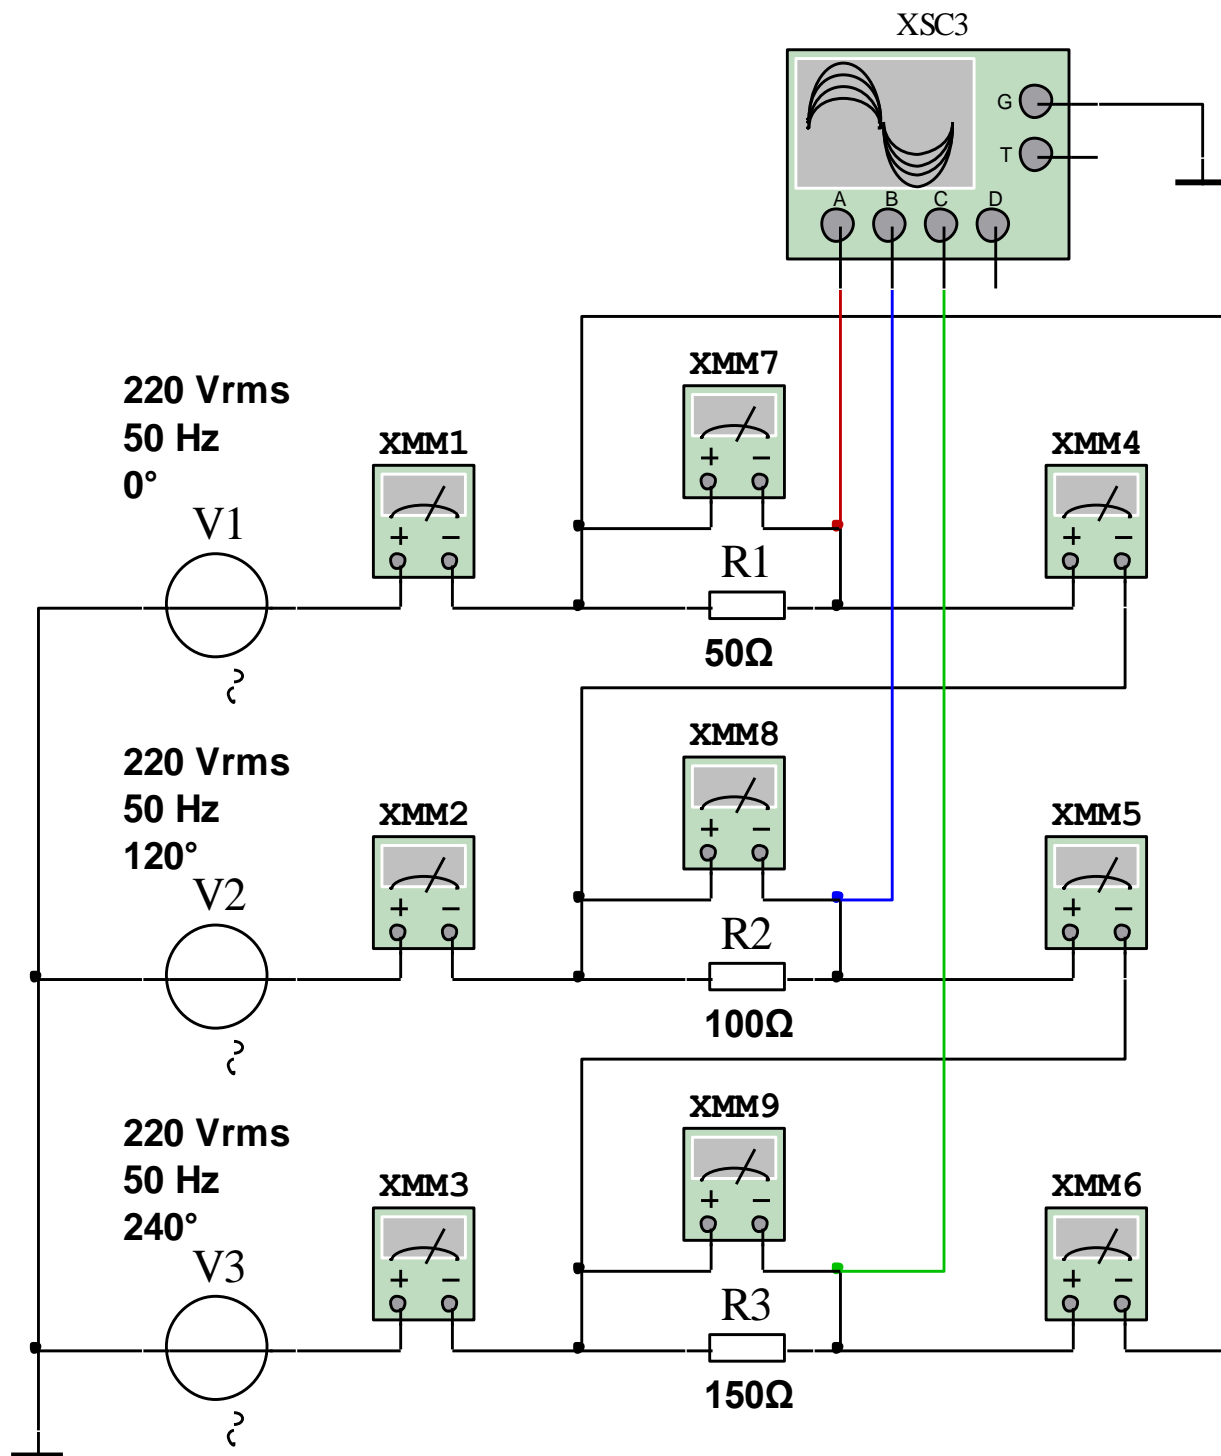 XSC3
G
T
A B C D
XMM7
220 Vrms
50 Hz
0°
XMM1
XMM4
V1
+ −
+ −
+ −
R1
50Ω
XMM8
220 Vrms
50 Hz
120°
XMM2
XMM5
V2
+ −
+ −
+ −
R2
100Ω
XMM9
220 Vrms
50 Hz
240°
XMM3
XMM6
V3
+ −
+ −
+ −
R3
150Ω